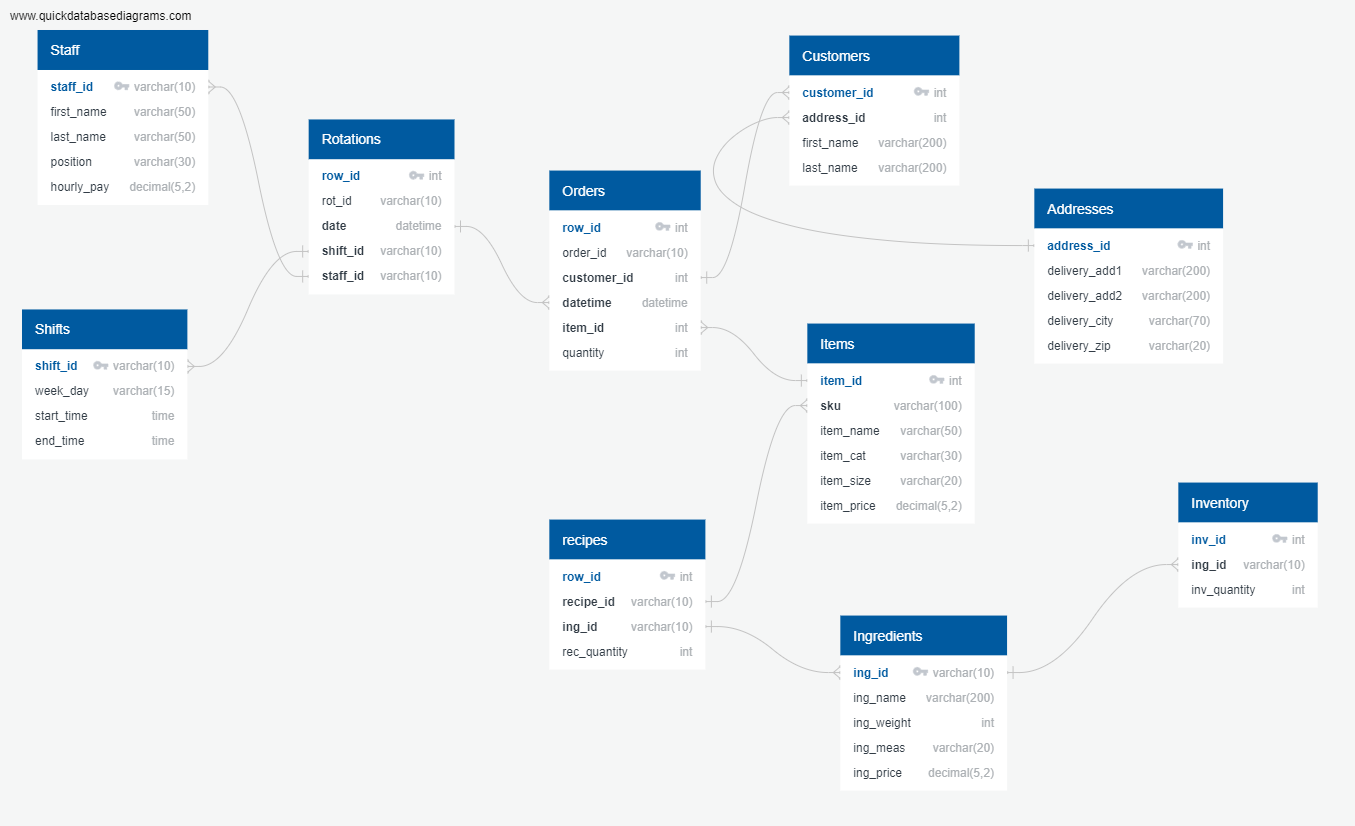 www.quickdatabasediagrams.com
Staff
staff_id varchar(10)
first_name varchar(50)
last_name varchar(50)
position varchar(30)
hourly_pay decimal(5,2)
Rotations
row_id int
rot_id varchar(10)
date datetime
shift_id varchar(10)
staff_id varchar(10)
Shifts
shift_id varchar(10)
week_day varchar(15)
start_time time
end_time time
Orders
row_id int
order_id varchar(10)
customer_id int
datetime datetime
item_id int
quantity int
Customers
customer_id int
address_id int
first_name varchar(200)
last_name varchar(200)
Addresses
address_id int
delivery_add1 varchar(200)
delivery_add2 varchar(200)
delivery_city varchar(70)
delivery_zip varchar(20)
Items
item_id int
sku varchar(100)
item_name varchar(50)
item_cat varchar(30)
item_size varchar(20)
item_price decimal(5,2)
recipes
row_id int
recipe_id varchar(10)
ing_id varchar(10)
rec_quantity int
Ingredients
ing_id varchar(10)
ing_name varchar(200)
ing_weight int
ing_meas varchar(20)
ing_price decimal(5,2)
Inventory
inv_id int
ing_id varchar(10)
inv_quantity int